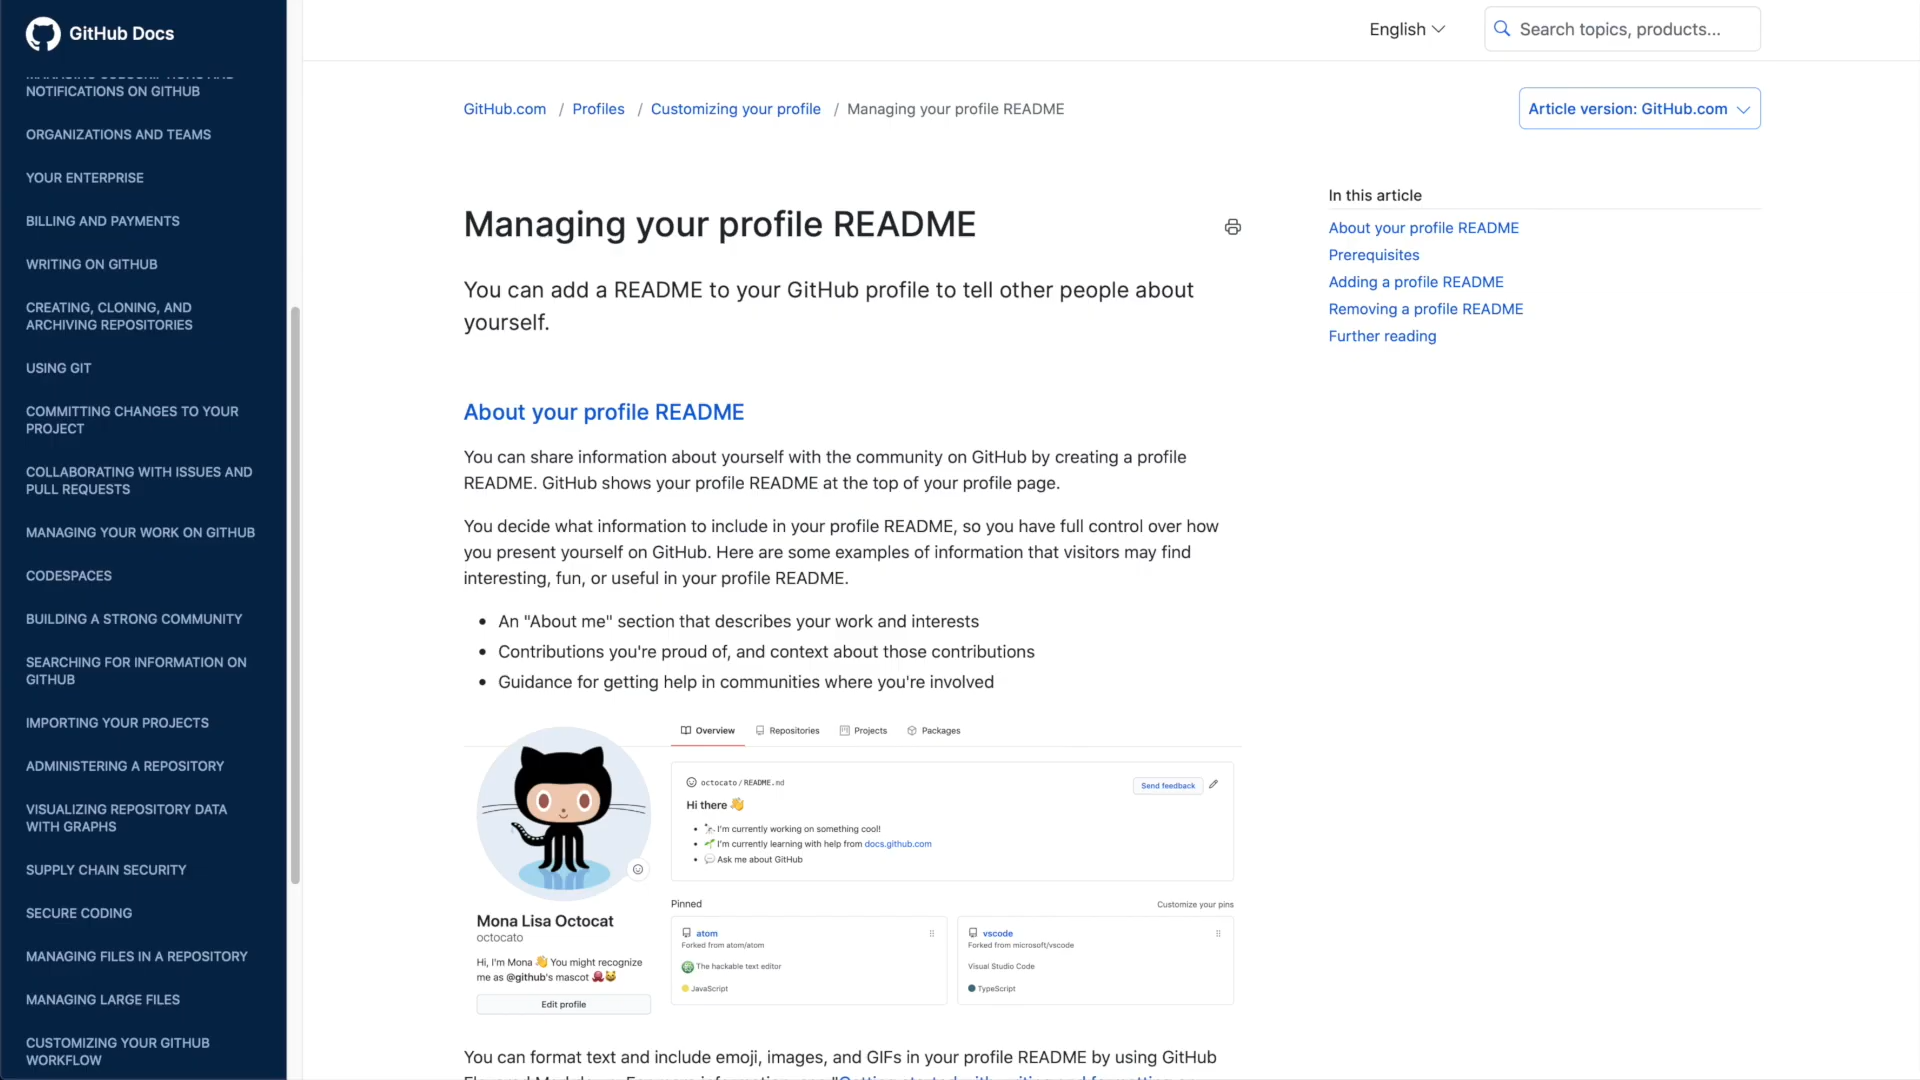 GitHub Docs
NOTIFICATIONS ON GITHUB
ORGANIZATIONS AND TEAMS
YOUR ENTERPRISE
BILLING AND PAYMENTS
WRITING ON GITHUB
CREATING, CLONING, AND
ARCHIVING REPOSITORIES
USING GIT
COMMITTING CHANGES TO YOUR
PROJECT
COLLABORATING WITH ISSUES AND
PULL REQUESTS
MANAGING YOUR WORK ON GITHUB
CODESPACES
BUILDING A STRONG COMMUNITY
SEARCHING FOR INFORMATION ON
GITHUB
IMPORTING YOUR PROJECTS
ADMINISTERING A REPOSITORY
VISUALIZING REPOSITORY DATA
WITH GRAPHS
SUPPLY CHAIN SECURITY
SECURE CODING
MANAGING FILES IN A REPOSITORY
MANAGING LARGE FILES
CUSTOMIZING YOUR GITHUB
WORKFLOW
English
Search topics, products...
GitHub.com / Profiles / Customizing your profile / Managing your profile README
Article version: GitHub.com
Managing your profile README
You can add a README to your GitHub profile to tell other people about
yourself.
About your profile README
You can share information about yourself with the community on GitHub by creating a profile
README. GitHub shows your profile README at the top of your profile page.
You decide what information to include in your profile README, so you have full control over how
you present yourself on GitHub. Here are some examples of information that visitors may find
interesting, fun, or useful in your profile README.
• An "About me" section that describes your work and interests
• Contributions you're proud of, and context about those contributions
• Guidance for getting help in communities where you're involved
Overview Repositories Projects Packages
octocato / README.md
Send feedback
Hi there 👋
• 🔭 I'm currently working on something cool!
• 🌱 I'm currently learning with help from docs.github.com
• 💬 Ask me about GitHub
Mona Lisa Octocat
octocato
Hi, I'm Mona 👋 You might recognize
me as @github's mascot 🐙😺
Edit profile
Pinned
Customize your pins
atom
Forked from atom/atom
The hackable text editor
JavaScript
vscode
Forked from microsoft/vscode
Visual Studio Code
TypeScript
You can format text and include emoji, images, and GIFs in your profile README by using GitHub
In this article
About your profile README
Prerequisites
Adding a profile README
Removing a profile README
Further reading